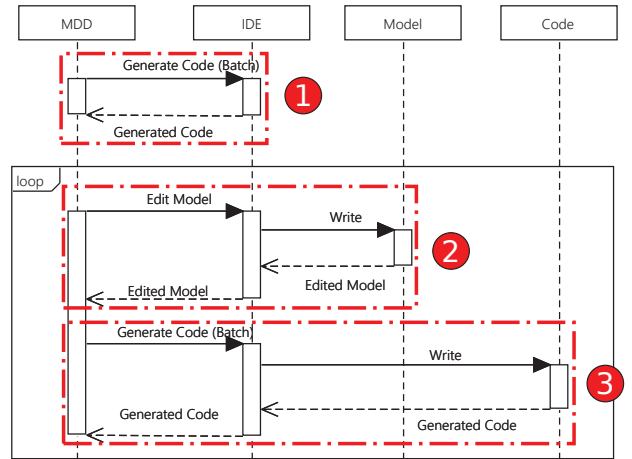 MDD
IDE
Model
Code
Generate Code (Batch)
1
Generated Code
loop
Edit Model
Write
2
Edited Model
Edited Model
Generate Code (Batch)
Write
3
Generated Code
Generated Code